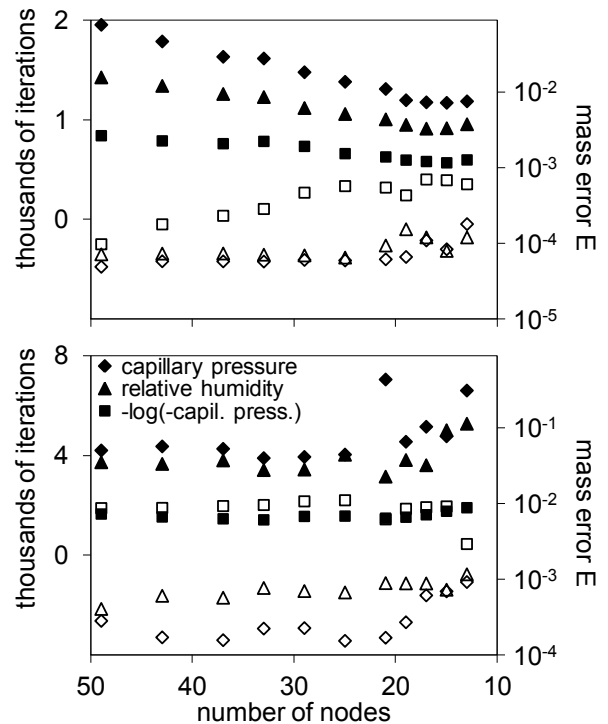 2
1
0
thousands of iterations
10-2
10-3
10-4
10-5
mass error E
8
4
0
thousands of iterations
capillary pressure
relative humidity
-log(-capil. press.)
10-1
10-2
10-3
10-4
mass error E
50 40 30 20 10
number of nodes